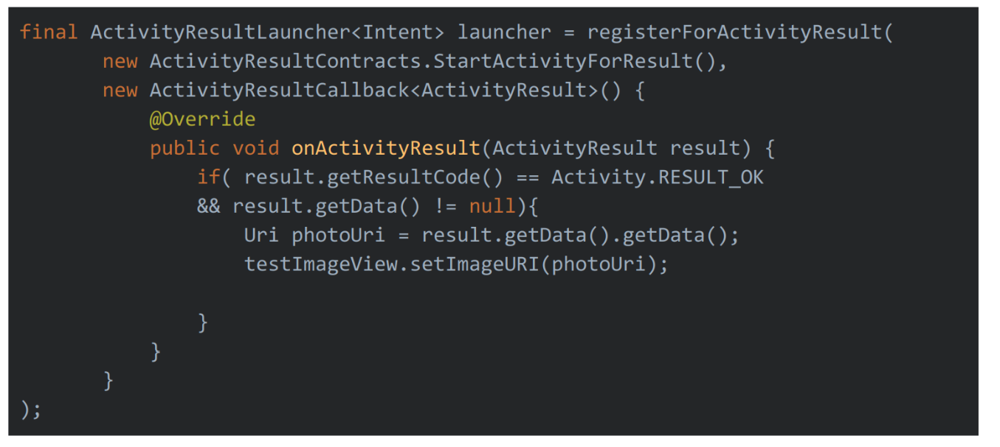 final ActivityResultLauncher<Intent> launcher = registerForActivityResult(
new ActivityResultContracts.StartActivityForResult(),
new ActivityResultCallback<ActivityResult>() {
@Override
public void onActivityResult(ActivityResult result) {
if( result.getResultCode() == Activity.RESULT_OK
&& result.getData() != null){
Uri photoUri = result.getData().getData();
testImageView.setImageURI(photoUri);
}
}
}
);